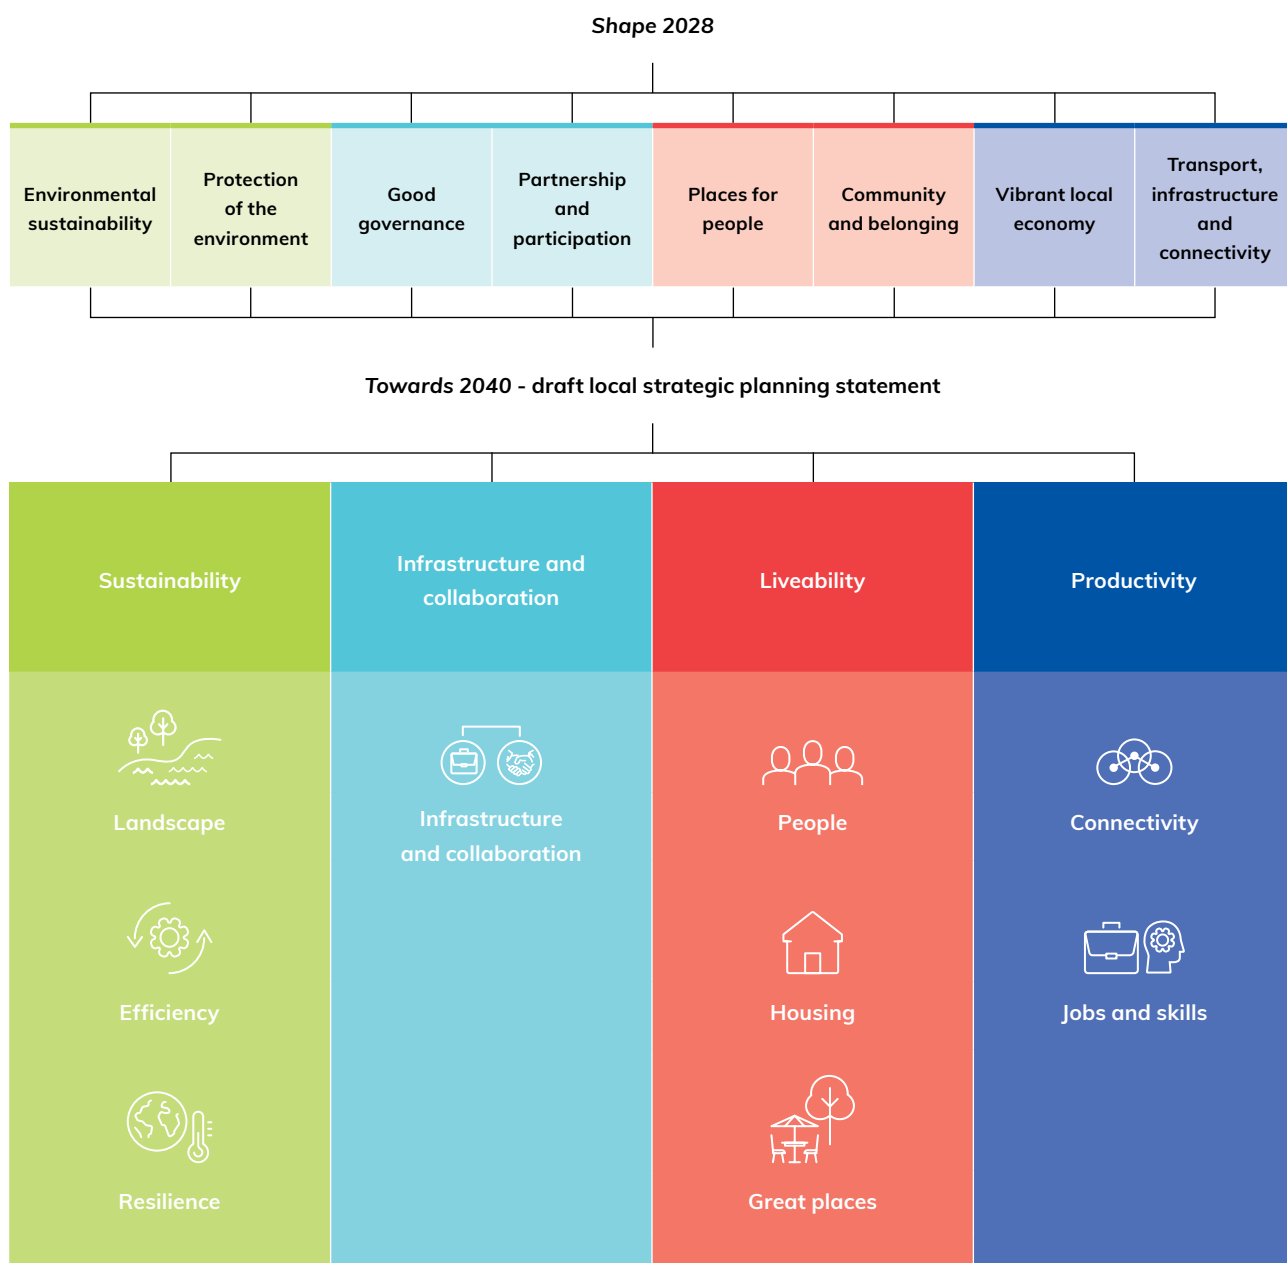 Shape 2028
Environmental
sustainability
Protection
of the
environment
Good
governance
Partnership
and
participation
Places for
people
Community
and belonging
Vibrant local
economy
Transport,
infrastructure
and
connectivity
Towards 2040 - draft local strategic planning statement
Sustainability
Landscape
Efficiency
Resilience
Infrastructure and
collaboration
Infrastructure
and collaboration
Liveability
People
Housing
Great places
Productivity
Connectivity
Jobs and skills